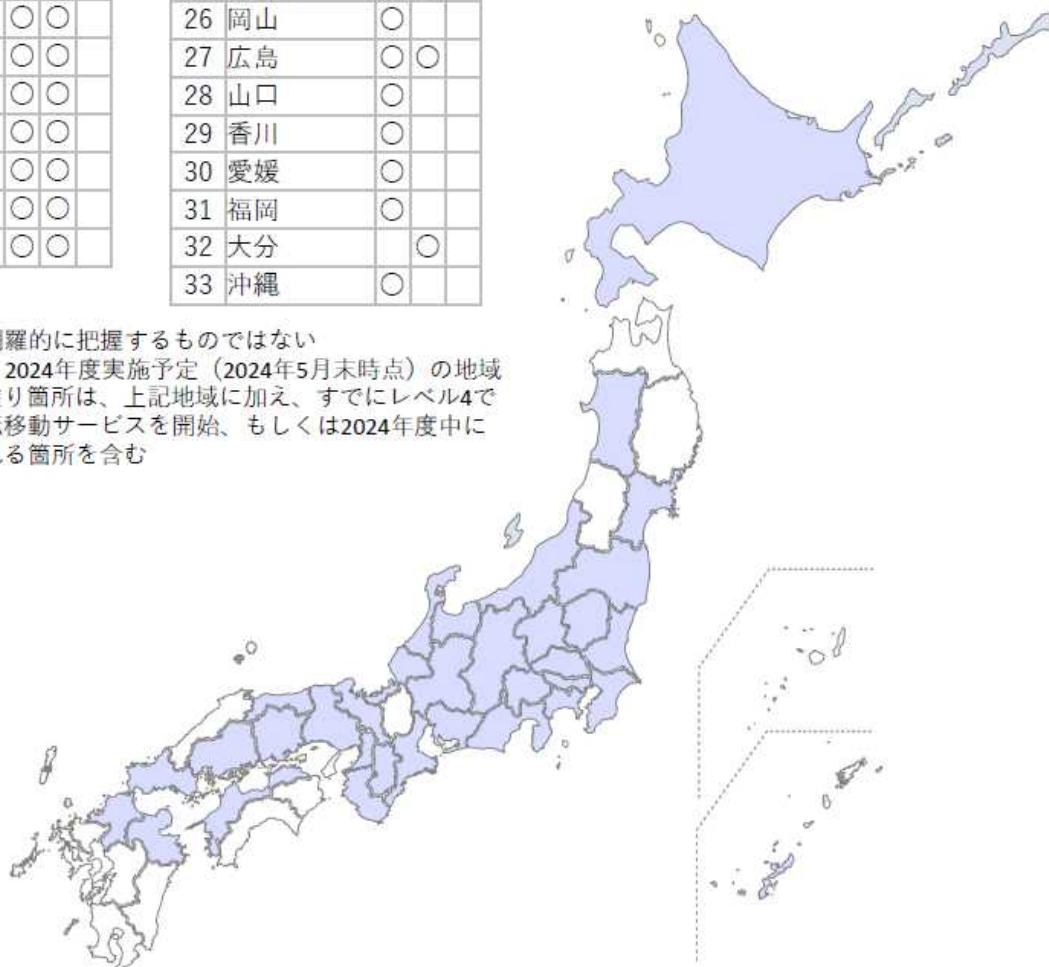 ○ ○
○ ○
○ ○
○ ○
○ ○
○ ○
○ ○
26 岡山 ○
27 広島 ○ ○
28 山口 ○
29 香川 ○
30 愛媛 ○
31 福岡 ○
32 大分 ○
33 沖縄 ○
羅的に把握するものではない
2024年度実施予定（2024年5月末時点）の地域
り箇所は、上記地域に加え、すでにレベル4で
移動サービスを開始、もしくは2024年度中に
る箇所を含む